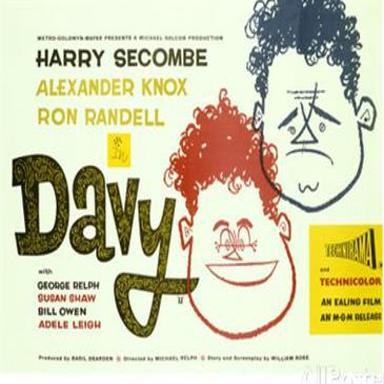 METRO-GOLDWYN-MAYER PRESENTS A MICHAEL BALCON PRODUCTION
HARRY SECOMBE
ALEXANDER KNOX
RON RANDELL
in
Davy
with
GEORGE RELPH
SUSAN SHAW
BILL OWEN
ADELE LEIGH
TECHNIRAMA
and
TECHNICOLOR
AN EALING FILM
AN M-G-M RELEASE
Produced by BASIL DEARDEN Directed by MICHAEL RELPH Story and Screenplay by WILLIAM ROSE